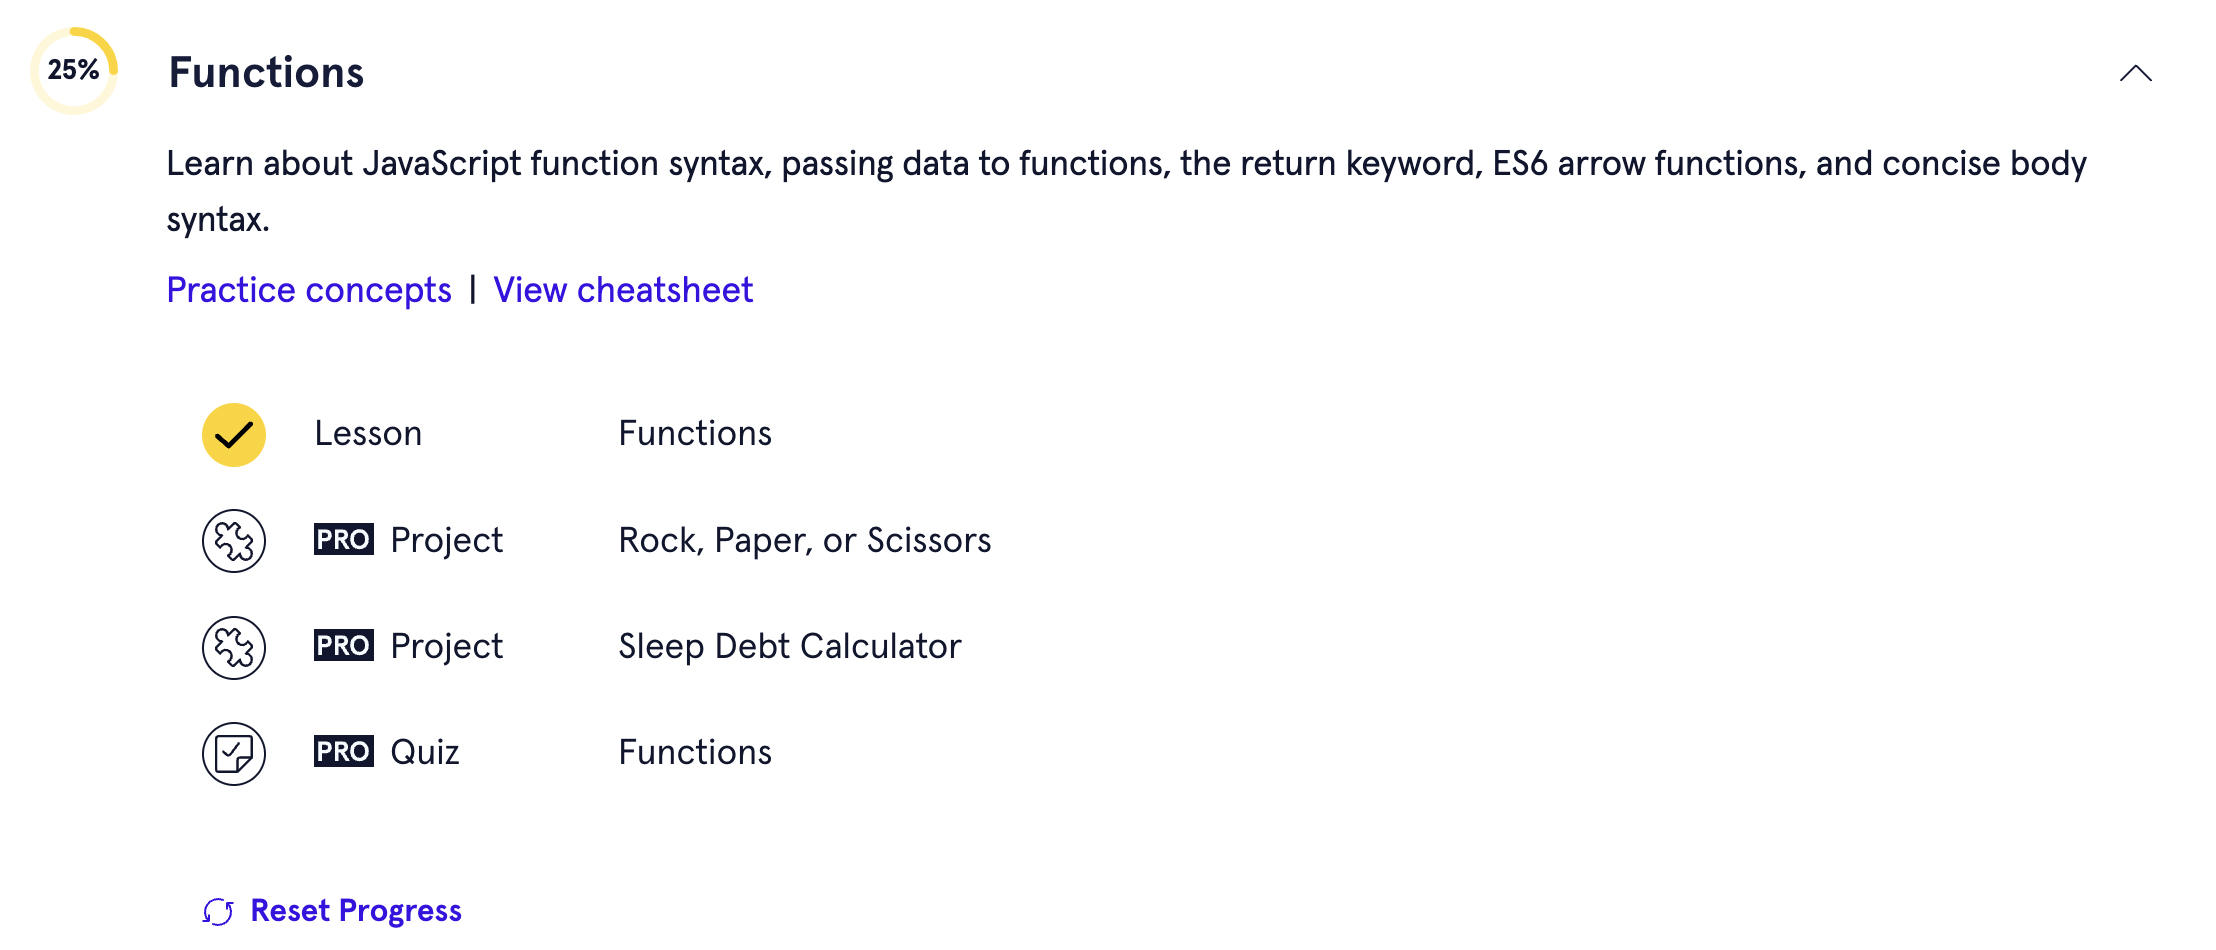 25%
Functions
Learn about JavaScript function syntax, passing data to functions, the return keyword, ES6 arrow functions, and concise body
syntax.
Practice concepts | View cheatsheet
Lesson Functions
PRO Project Rock, Paper, or Scissors
PRO Project Sleep Debt Calculator
PRO Quiz Functions
Reset Progress